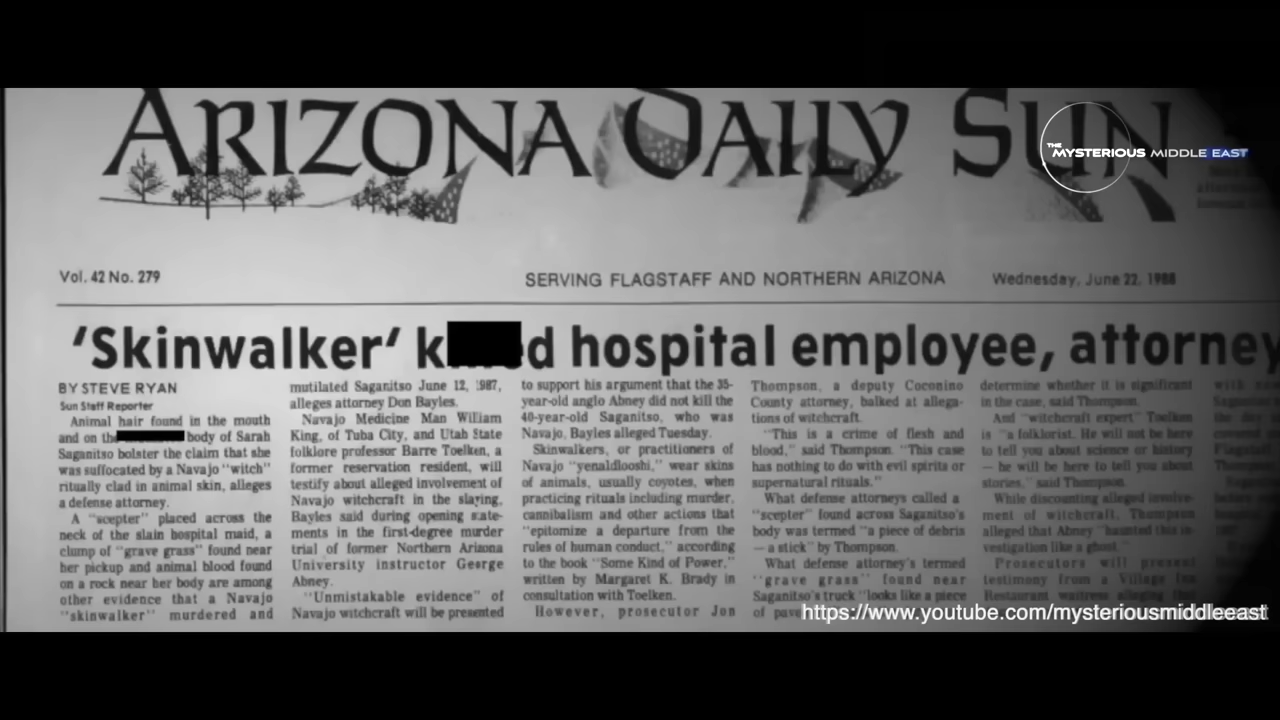 ARIZONA DAILY SUN
THE
MYSTERIOUS MIDDLE EAST
Vol. 42 No. 279
SERVING FLAGSTAFF AND NORTHERN ARIZONA
Wednesday, June 22, 1988
'Skinwalker' k d hospital employee, attorney
BY STEVE RYAN
Sun Staff Reporter
Animal hair found in the mouth
and on the body of Sarah
Saganitso bolster the claim that she
was suffocated by a Navajo "witch"
ritually clad in animal skin, alleges
a defense attorney.
A "scepter" placed across the
neck of the slain hospital maid, a
clump of "grave grass" found near
her pickup and animal blood found
on a rock near her body are among
other evidence that a Navajo
"skinwalker" murdered and
mutilated Saganitso June 12, 1987,
alleges attorney Don Bayles.
Navajo Medicine Man William
King, of Tuba City, and Utah State
folklore professor Barre Toelken, a
former reservation resident, will
testify about alleged involvement of
Navajo witchcraft in the slaying,
Bayles said during opening state-
ments in the first-degree murder
trial of former Northern Arizona
University instructor George
Abney.
"Unmistakable evidence" of
Navajo witchcraft will be presented
to support his argument that the 35-
year-old anglo Abney did not kill the
40-year-old Saganitso, who was
Navajo, Bayles alleged Tuesday.
Skinwalkers, or practitioners of
Navajo "yenaldlooshi," wear skins
of animals, usually coyotes, when
practicing rituals including murder,
cannibalism and other actions that
"epitomize a departure from the
rules of human conduct," according
to the book "Some Kind of Power,"
written by Margaret K. Brady in
consultation with Toelken.
However, prosecutor Jon
Thompson, a deputy Coconino
County attorney, balked at allega-
tions of witchcraft.
"This is a crime of flesh and
blood," said Thompson. "This case
has nothing to do with evil spirits or
supernatural rituals."
What defense attorneys called a
"scepter" found across Saganitso's
body was termed "a piece of debris
— a stick" by Thompson.
What defense attorney's termed
"grave grass" found near
Saganitso's truck "looks like a piece
of
determine whether it is significant
in the case, said Thompson.
And "witchcraft expert" Toelken
is "a folklorist. He will not be here
to tell you about science or history
— he will be here to tell you about
stories," said Thompson.
While discounting alleged involve-
ment of witchcraft, Thompson
alleged that Abney "haunted this in-
vestigation like a ghost."
Prosecutors will present
testimony from a Village Inn
Restaurant waitress alleging
https://www.youtube.com/mysteriousmiddleeast